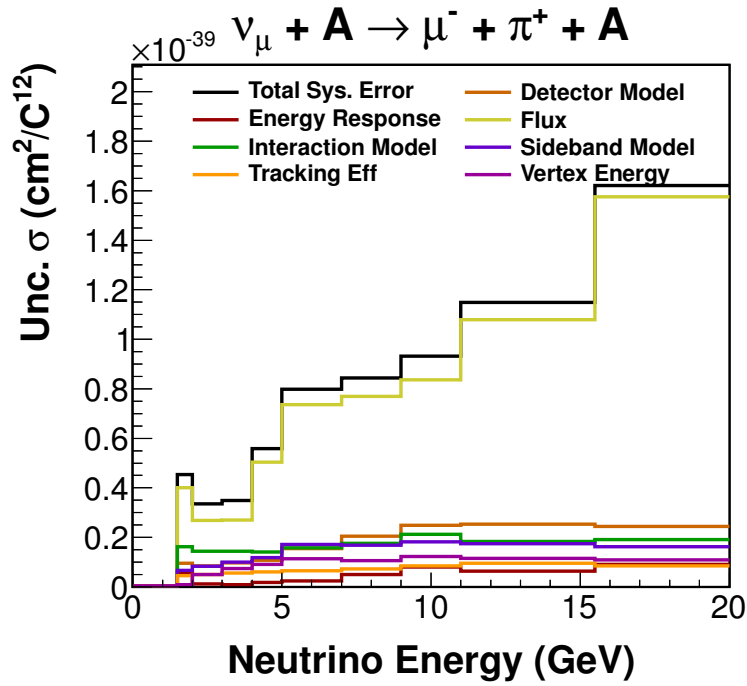 ν_μ + A → μ⁻ + π⁺ + A
×10⁻³⁹
Unc. σ (cm²/C¹²)
2
1.8
1.6
1.4
1.2
1
0.8
0.6
0.4
0.2
0
Total Sys. Error
Energy Response
Interaction Model
Tracking Eff
Detector Model
Flux
Sideband Model
Vertex Energy
0 5 10 15 20
Neutrino Energy (GeV)